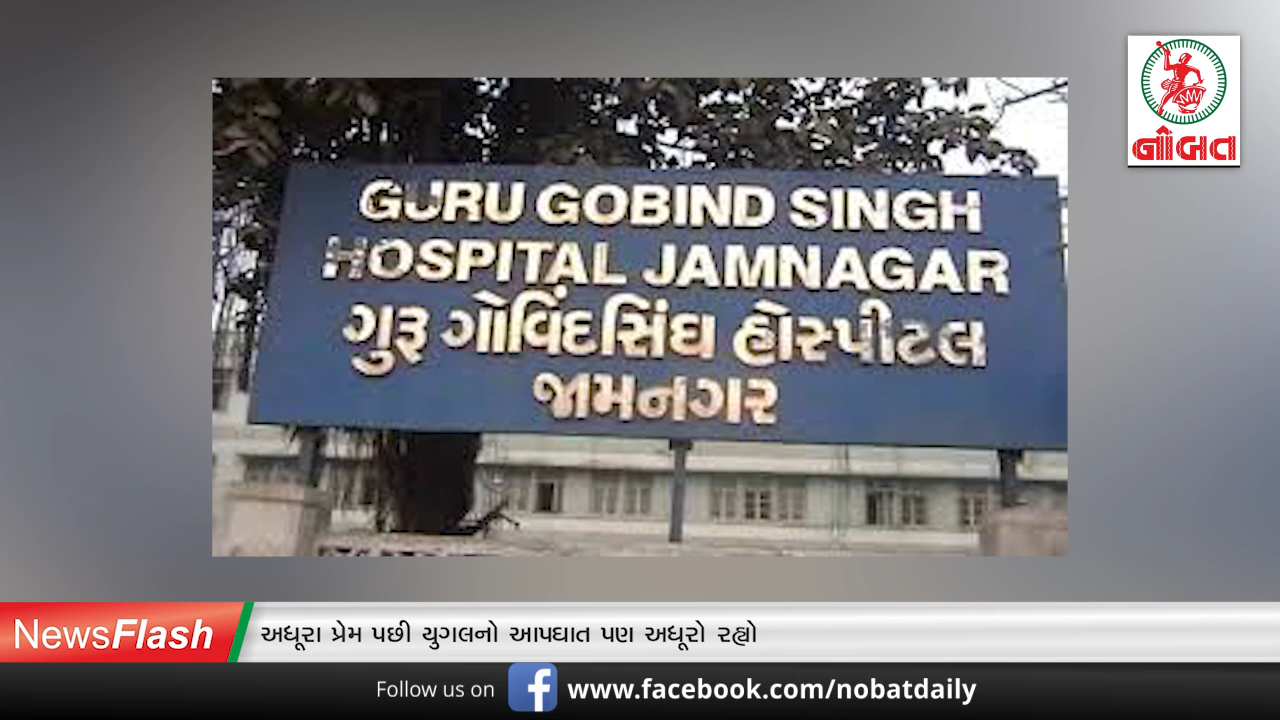 NW
નોબત
GURU GOBIND SINGH
HOSPITAL JAMNAGAR
ગુરૂ ગોવિંદસિંઘ હોસ્પીટલ
જામનગર
NewsFlash
અધૂરા પ્રેમ પછી યુગલનો આપઘાત પણ અધૂરો રહ્યો
Follow us on f www.facebook.com/nobatdaily